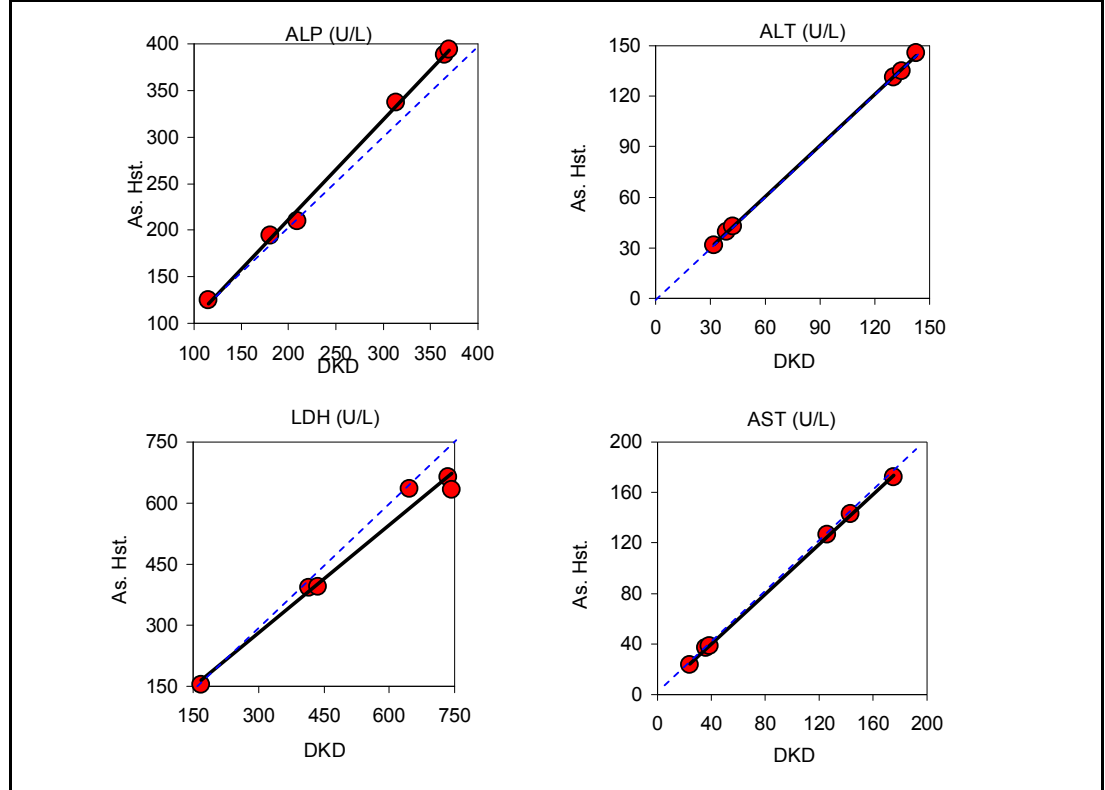 ALP (U/L)
400
350
300
250
200
150
100
As. Hst.
100 150 200 250 300 350 400
DKD
ALT (U/L)
150
120
90
60
30
0
As. Hst.
0 30 60 90 120 150
DKD
LDH (U/L)
750
600
450
300
150
As. Hst.
150 300 450 600 750
DKD
AST (U/L)
200
160
120
80
40
0
As. Hst.
0 40 80 120 160 200
DKD